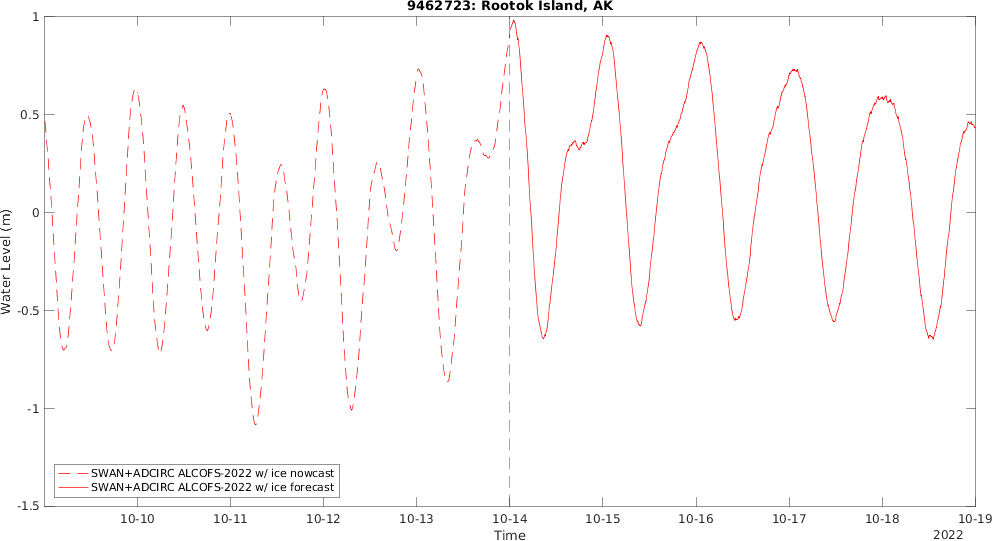 9462723: Rootok Island, AK
1
0.5
0
-0.5
-1
-1.5
Water Level (m)
SWAN+ADCIRC ALCOFS-2022 w/ ice nowcast
SWAN+ADCIRC ALCOFS-2022 w/ ice forecast
10-10 10-11 10-12 10-13 10-14 10-15 10-16 10-17 10-18 10-19
Time
2022